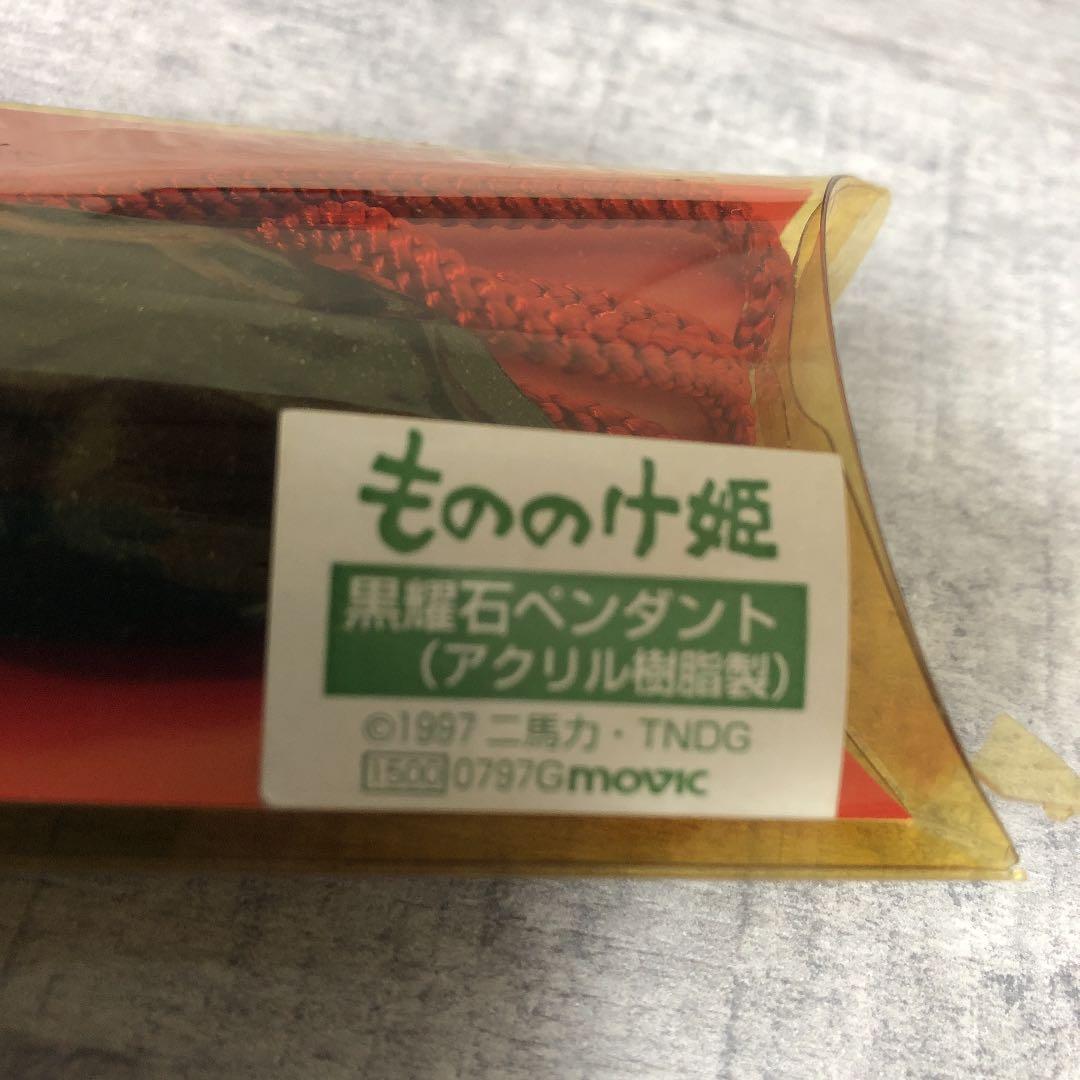 もののけ姫
黒耀石ペンダント
（アクリル樹脂製）
©1997 二馬力・TNDG
1500 0797G movic